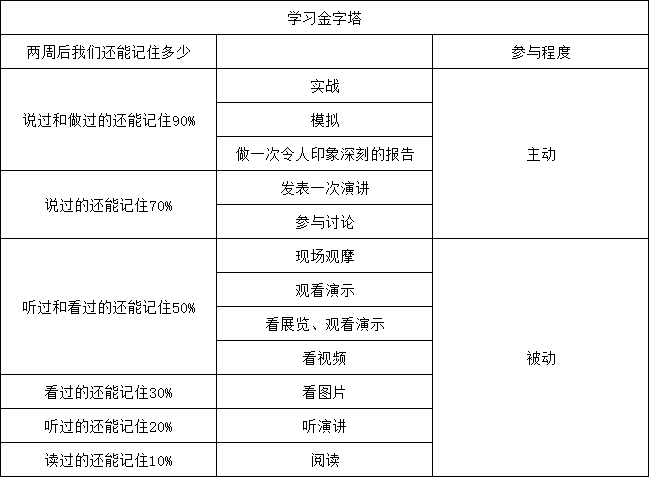 学习金字塔
两周后我们还能记住多少
参与程度
说过和做过的还能记住90%
实战
模拟
做一次令人印象深刻的报告
主动
说过的还能记住70%
发表一次演讲
参与讨论
听过和看过的还能记住50%
现场观摩
观看演示
看展览、观看演示
看视频
被动
看过的还能记住30%
看图片
听过的还能记住20%
听演讲
读过的还能记住10%
阅读